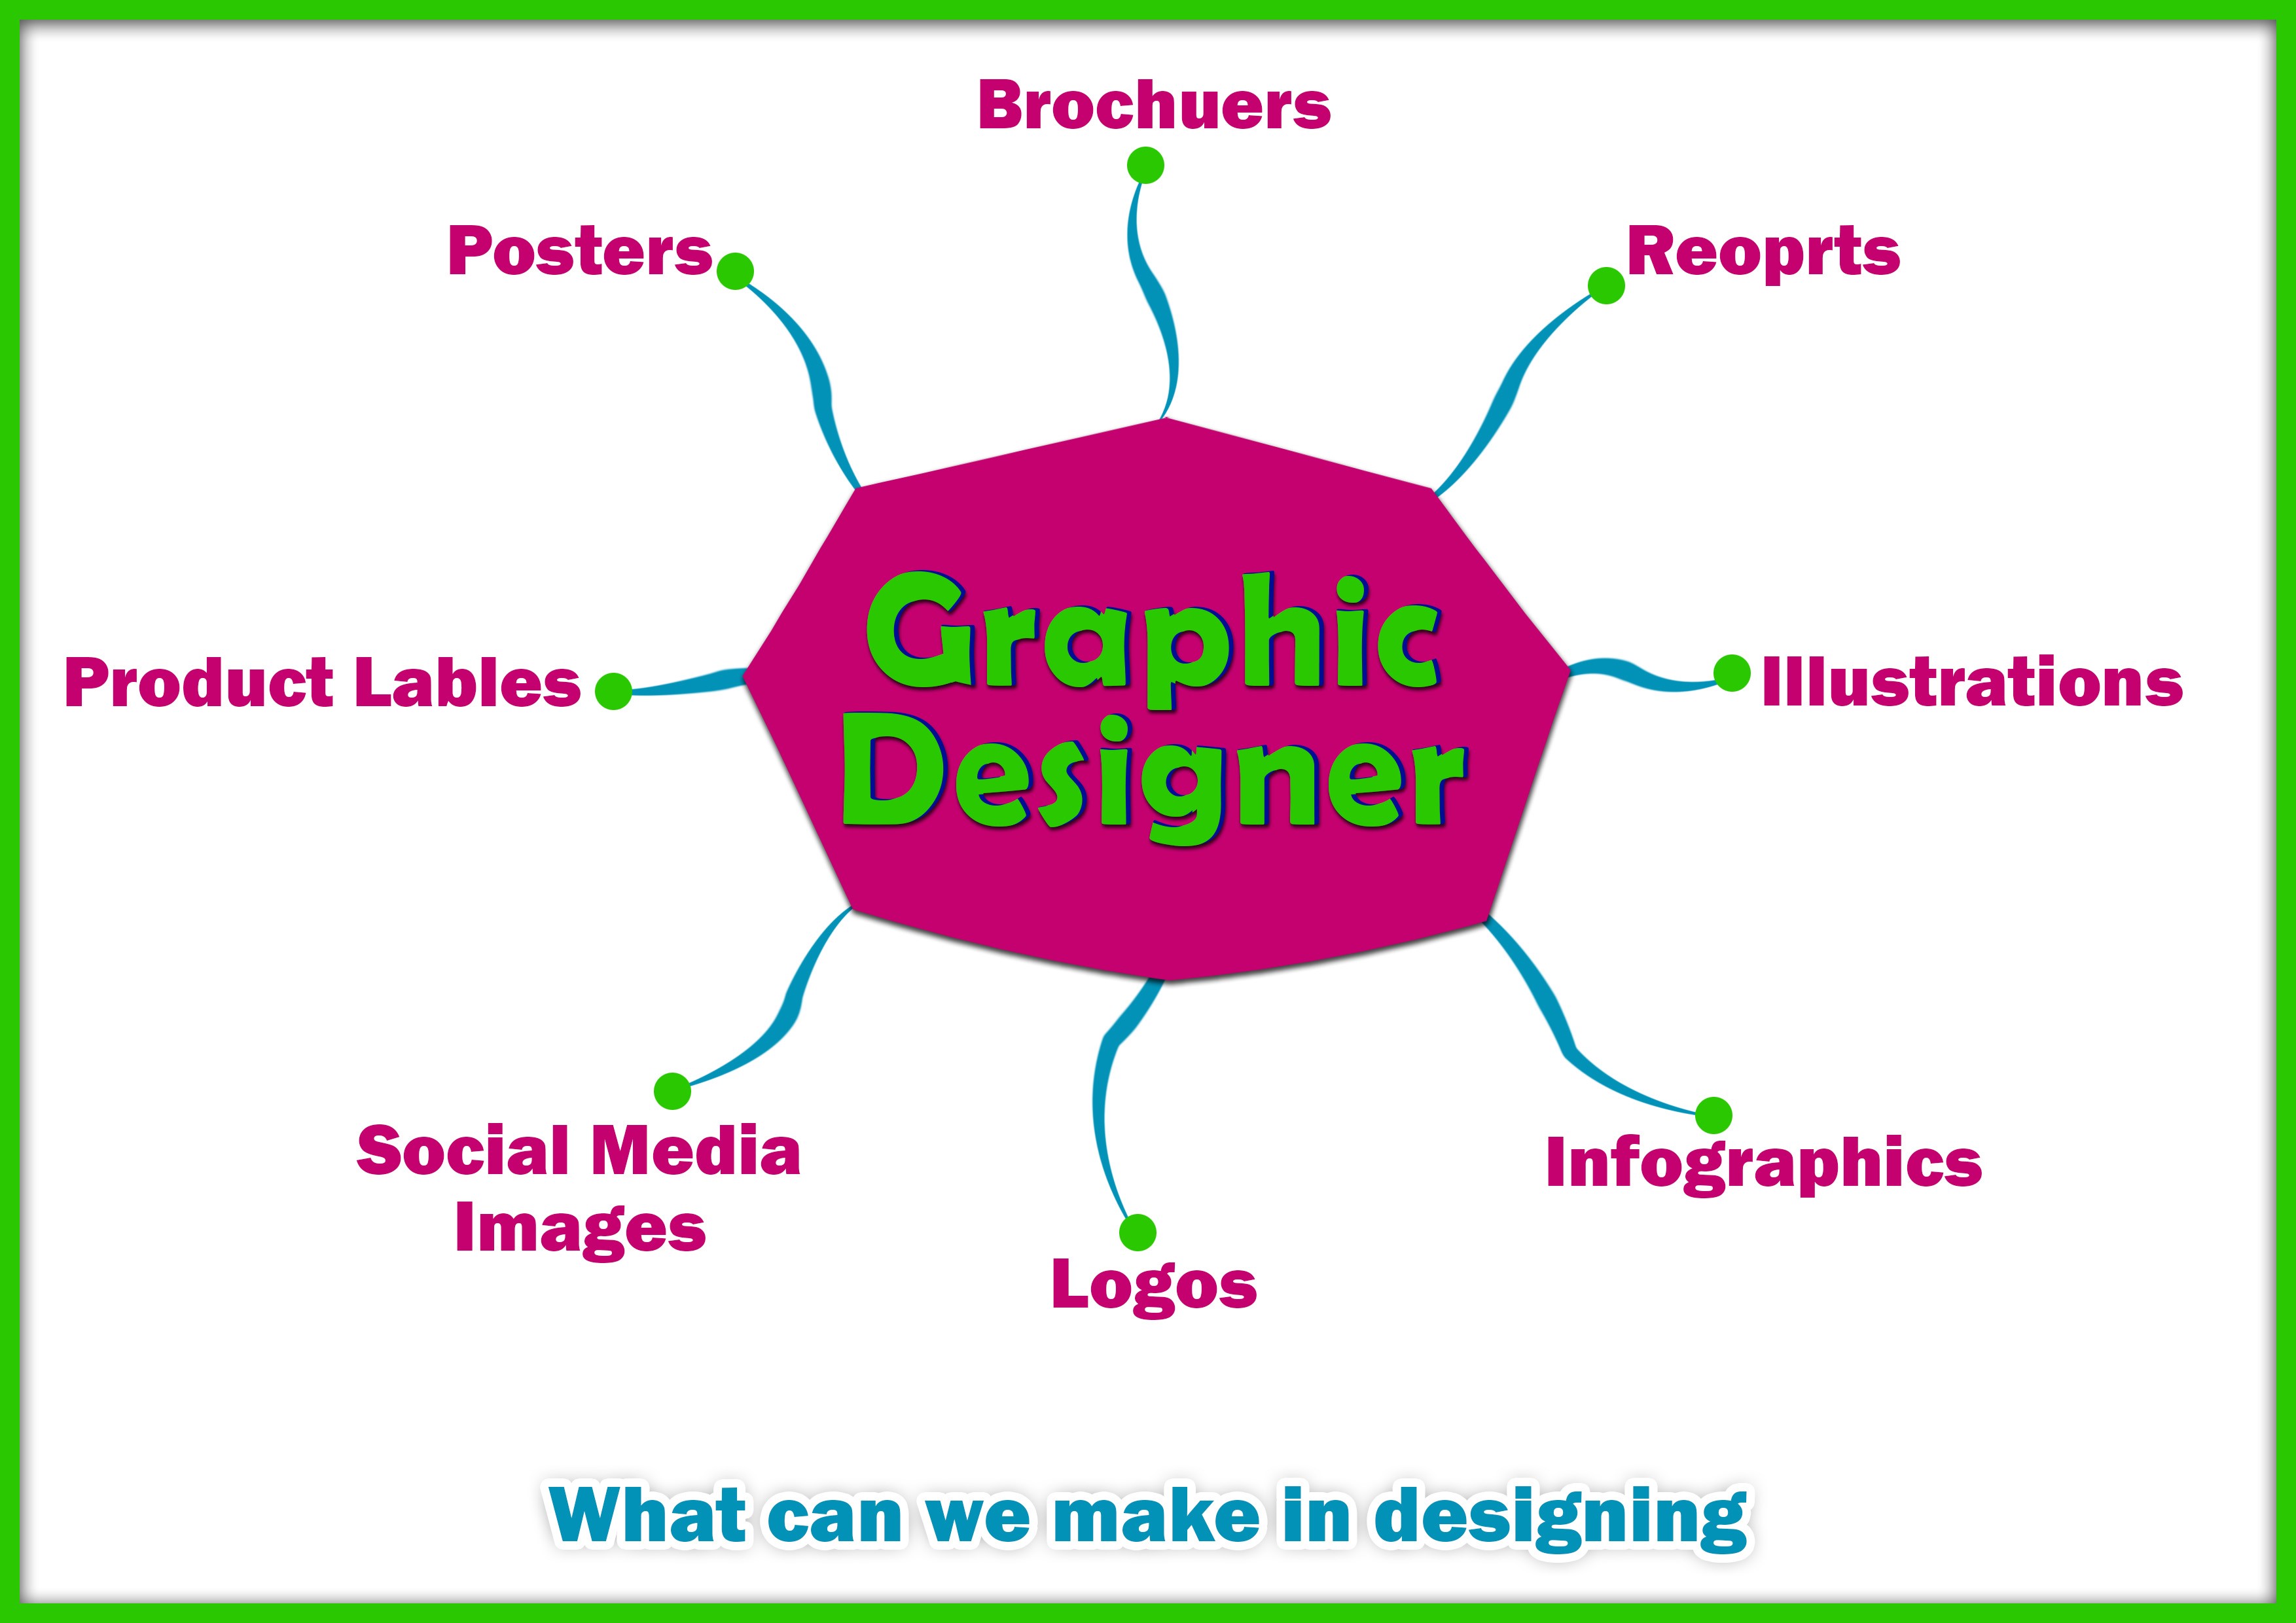 Brochuers
Posters
Reoprts
Graphic
Designer
Product Lables
Illustrations
Social Media
Images
Infographics
Logos
What can we make in designing